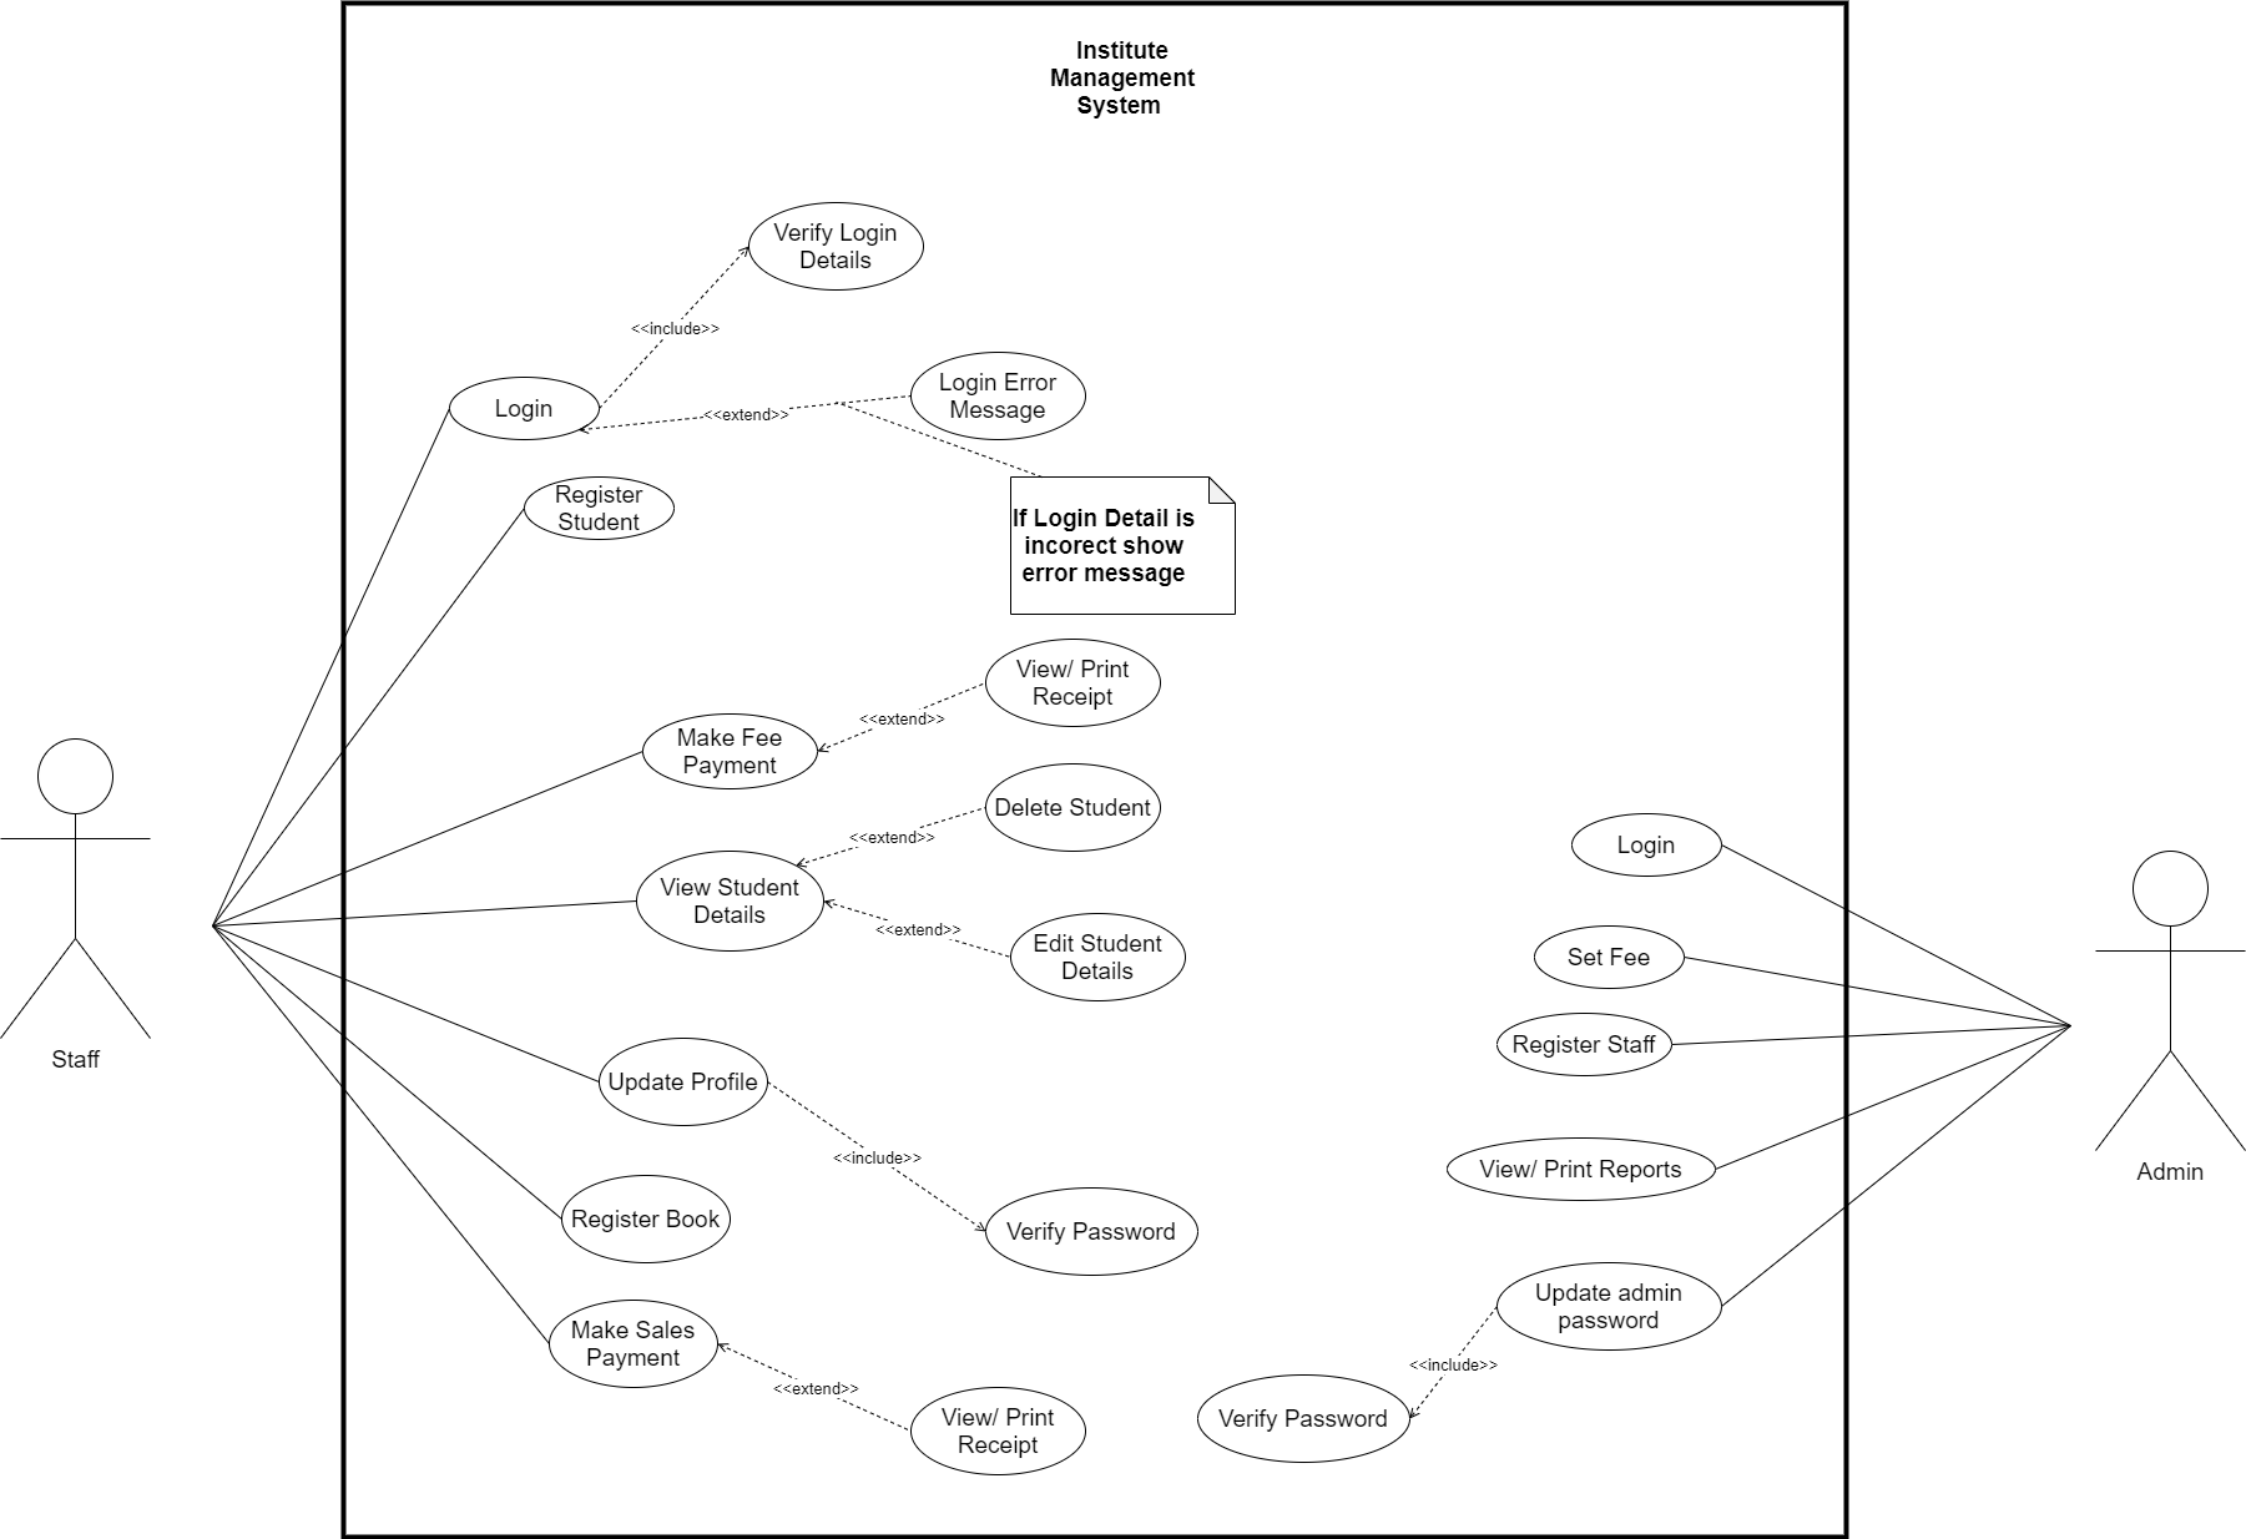 Institute
Management
System
Verify Login
Details
<<include>>
Login Error
Message
Login
<<extend>>
Register
Student
If Login Detail is
incorect show
error message
View/ Print
Receipt
<<extend>>
Make Fee
Payment
Delete Student
<<extend>>
View Student
Details
<<extend>>
Edit Student
Details
Staff
Update Profile
<<include>>
Verify Password
Register Book
Make Sales
Payment
<<extend>>
View/ Print
Receipt
Login
Set Fee
Register Staff
View/ Print Reports
Admin
Update admin
password
<<include>>
Verify Password